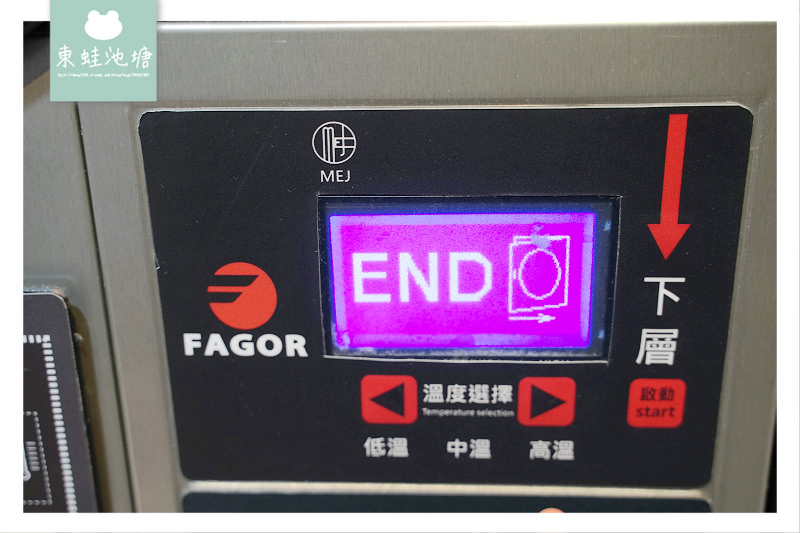 東蛙池塘
MEJ
END
FAGOR
下層
溫度選擇
Temperature selection
低溫 中溫 高溫
啟動
start